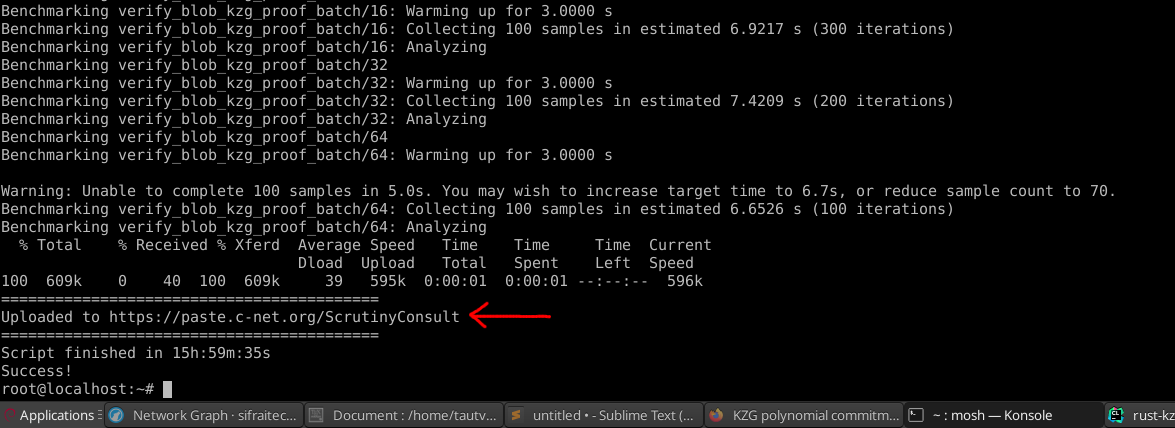 Benchmarking verify_blob_kzg_proof_batch/16: Warming up for 3.0000 s
Benchmarking verify_blob_kzg_proof_batch/16: Collecting 100 samples in estimated 6.9217 s (300 iterations)
Benchmarking verify_blob_kzg_proof_batch/16: Analyzing
Benchmarking verify_blob_kzg_proof_batch/32
Benchmarking verify_blob_kzg_proof_batch/32: Warming up for 3.0000 s
Benchmarking verify_blob_kzg_proof_batch/32: Collecting 100 samples in estimated 7.4209 s (200 iterations)
Benchmarking verify_blob_kzg_proof_batch/32: Analyzing
Benchmarking verify_blob_kzg_proof_batch/64
Benchmarking verify_blob_kzg_proof_batch/64: Warming up for 3.0000 s
Warning: Unable to complete 100 samples in 5.0s. You may wish to increase target time to 6.7s, or reduce sample count to 70.
Benchmarking verify_blob_kzg_proof_batch/64: Collecting 100 samples in estimated 6.6526 s (100 iterations)
Benchmarking verify_blob_kzg_proof_batch/64: Analyzing
  % Total    % Received % Xferd  Average Speed   Time    Time     Time  Current
                                 Dload  Upload   Total   Spent    Left  Speed
100  609k    0    40  100  609k     39   595k  0:00:01  0:00:01 --:--:--  596k
==========================================
Uploaded to https://paste.c-net.org/ScrutinyConsult
==========================================
Script finished in 15h:59m:35s
Success!
root@localhost:~#
Applications Network Graph · sifraitec... Document : /home/tautv... untitled • - Sublime Text (... KZG polynomial commitm... ~ : mosh — Konsole rust-kz